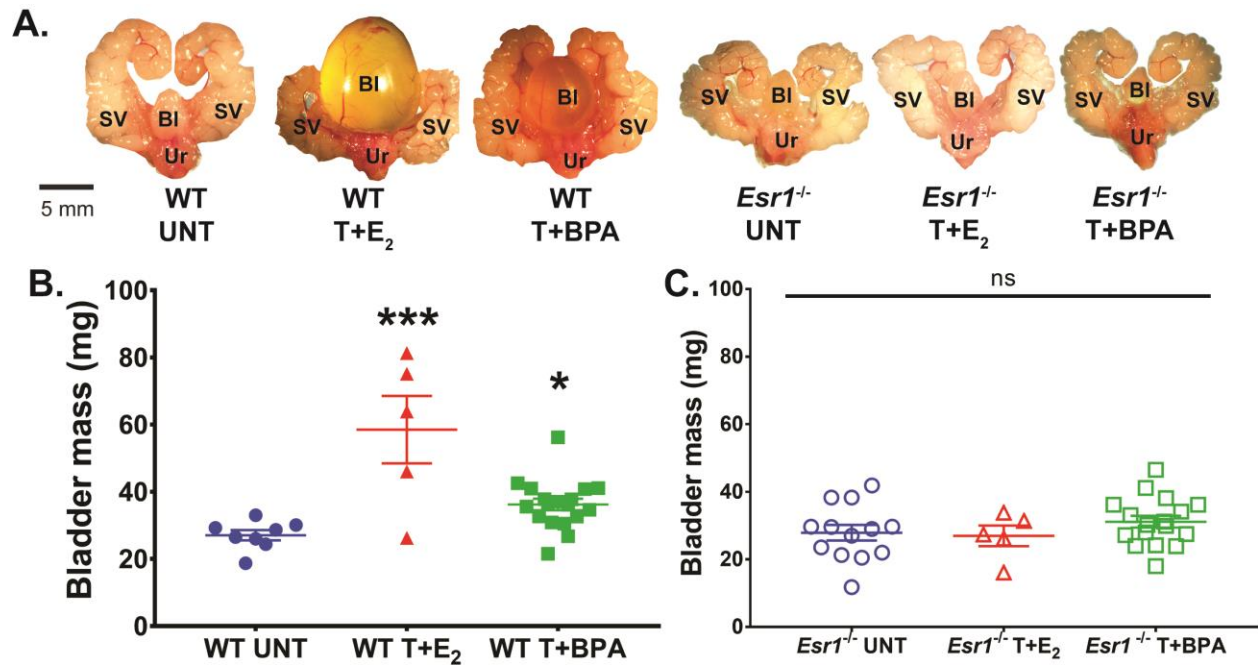 A.
SV
Bl
Ur
SV
Bl
SV
Ur
SV
Bl
SV
Ur
SV
Bl
SV
Ur
SV
Bl
SV
Ur
SV
Bl
SV
Ur
5 mm
WT
UNT
WT
T+E₂
WT
T+BPA
Esr1⁻/⁻
UNT
Esr1⁻/⁻
T+E₂
Esr1⁻/⁻
T+BPA
B.
Bladder mass (mg)
100
80
60
40
20
0
***
*
WT UNT
WT T+E₂
WT T+BPA
C.
Bladder mass (mg)
100
80
60
40
20
0
ns
Esr1⁻/⁻ UNT
Esr1⁻/⁻ T+E₂
Esr1⁻/⁻ T+BPA